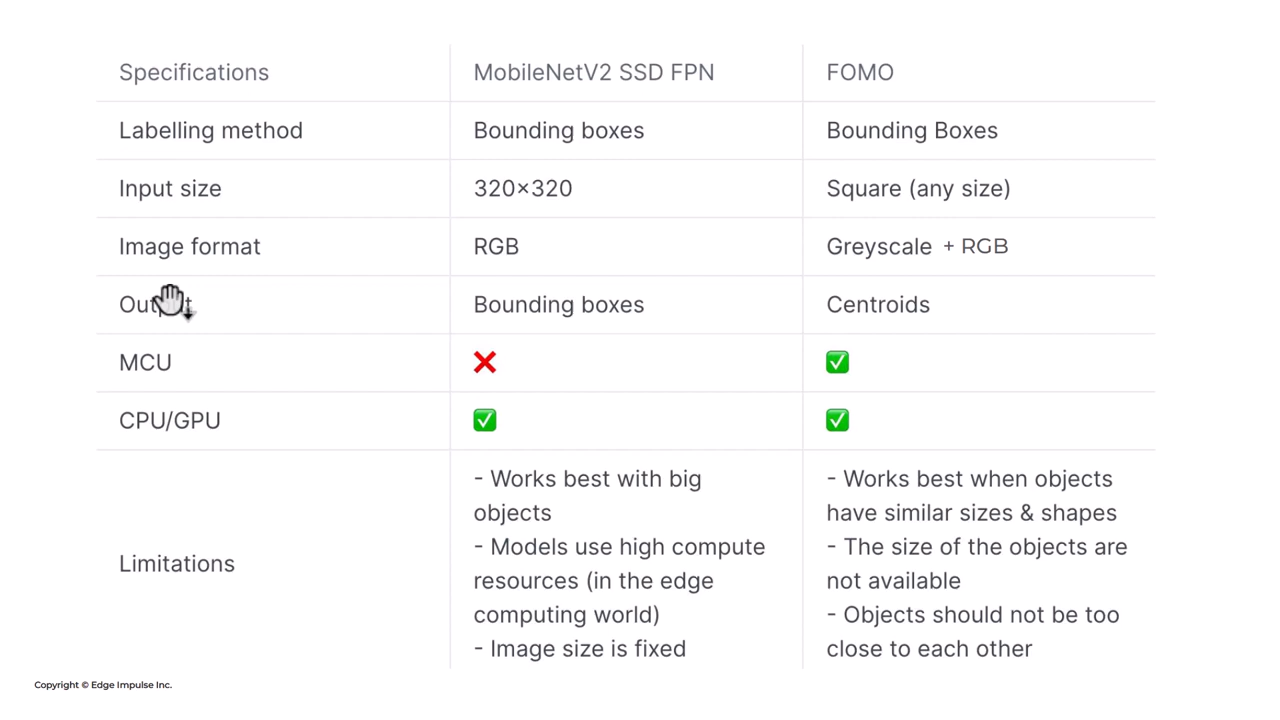 Specifications
MobileNetV2 SSD FPN
FOMO
Labelling method
Bounding boxes
Bounding Boxes
Input size
320×320
Square (any size)
Image format
RGB
Greyscale + RGB
Bounding boxes
Centroids
MCU
❌
✅
CPU/GPU
✅
✅
Limitations
- Works best with big
objects
- Models use high compute
resources (in the edge
computing world)
- Image size is fixed
- Works best when objects
have similar sizes & shapes
- The size of the objects are
not available
- Objects should not be too
close to each other
Copyright © Edge Impulse Inc.